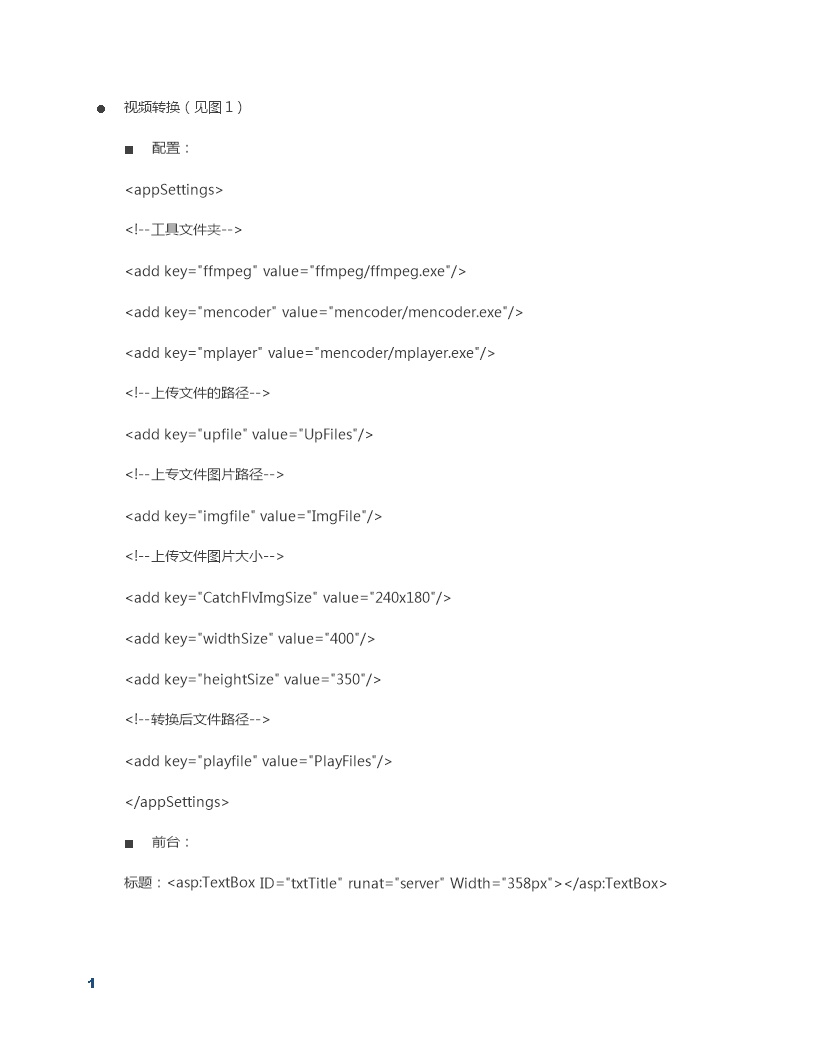 ● 视频转换（见图1）
■ 配置：
<appSettings>
<!--工具文件夹-->
<add key="ffmpeg" value="ffmpeg/ffmpeg.exe"/>
<add key="mencoder" value="mencoder/mencoder.exe"/>
<add key="mplayer" value="mencoder/mplayer.exe"/>
<!--上传文件的路径-->
<add key="upfile" value="UpFiles"/>
<!--上专文件图片路径-->
<add key="imgfile" value="ImgFile"/>
<!--上传文件图片大小-->
<add key="CatchFlvImgSize" value="240x180"/>
<add key="widthSize" value="400"/>
<add key="heightSize" value="350"/>
<!--转换后文件路径-->
<add key="playfile" value="PlayFiles"/>
</appSettings>
■ 前台：
标题：<asp:TextBox ID="txtTitle" runat="server" Width="358px"></asp:TextBox>
1